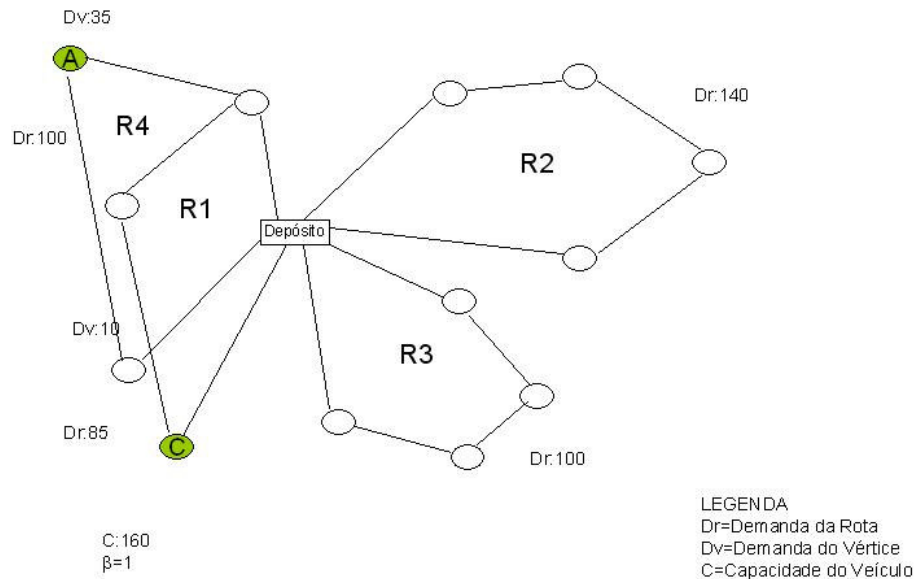 Dv:35
A
Dr:140
Dr:100
R4
R2
R1
Depósito
Dv:10
R3
Dr:85
C
Dr:100
LEGENDA
Dr=Demanda da Rota
C:160
Dv=Demanda do Vértice
β=1
C=Capacidade do Veículo